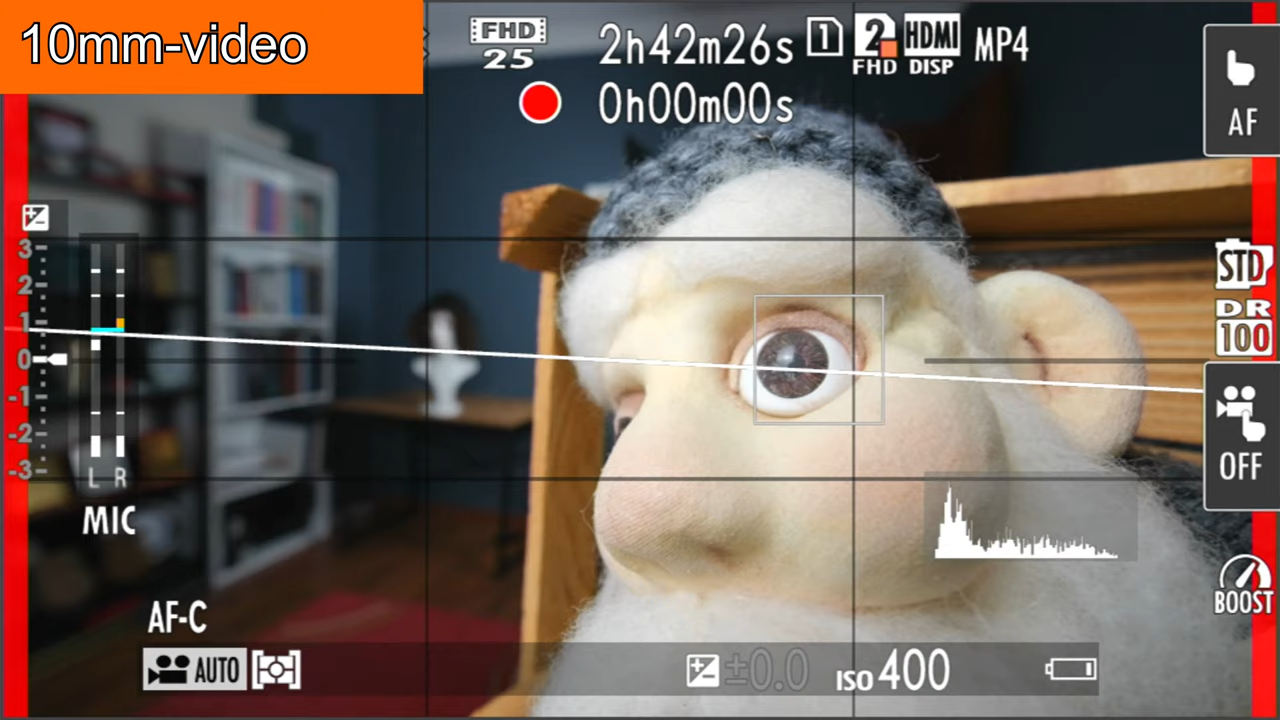 10mm-video
FHD
25
2h42m26s
1
2
FHD
HDMI
DISP
MP4
0h00m00s
AF
3
2
1
0
-1
-2
-3
L R
MIC
STD
DR
100
OFF
BOOST
AF-C
AUTO
±0.0
ISO 400